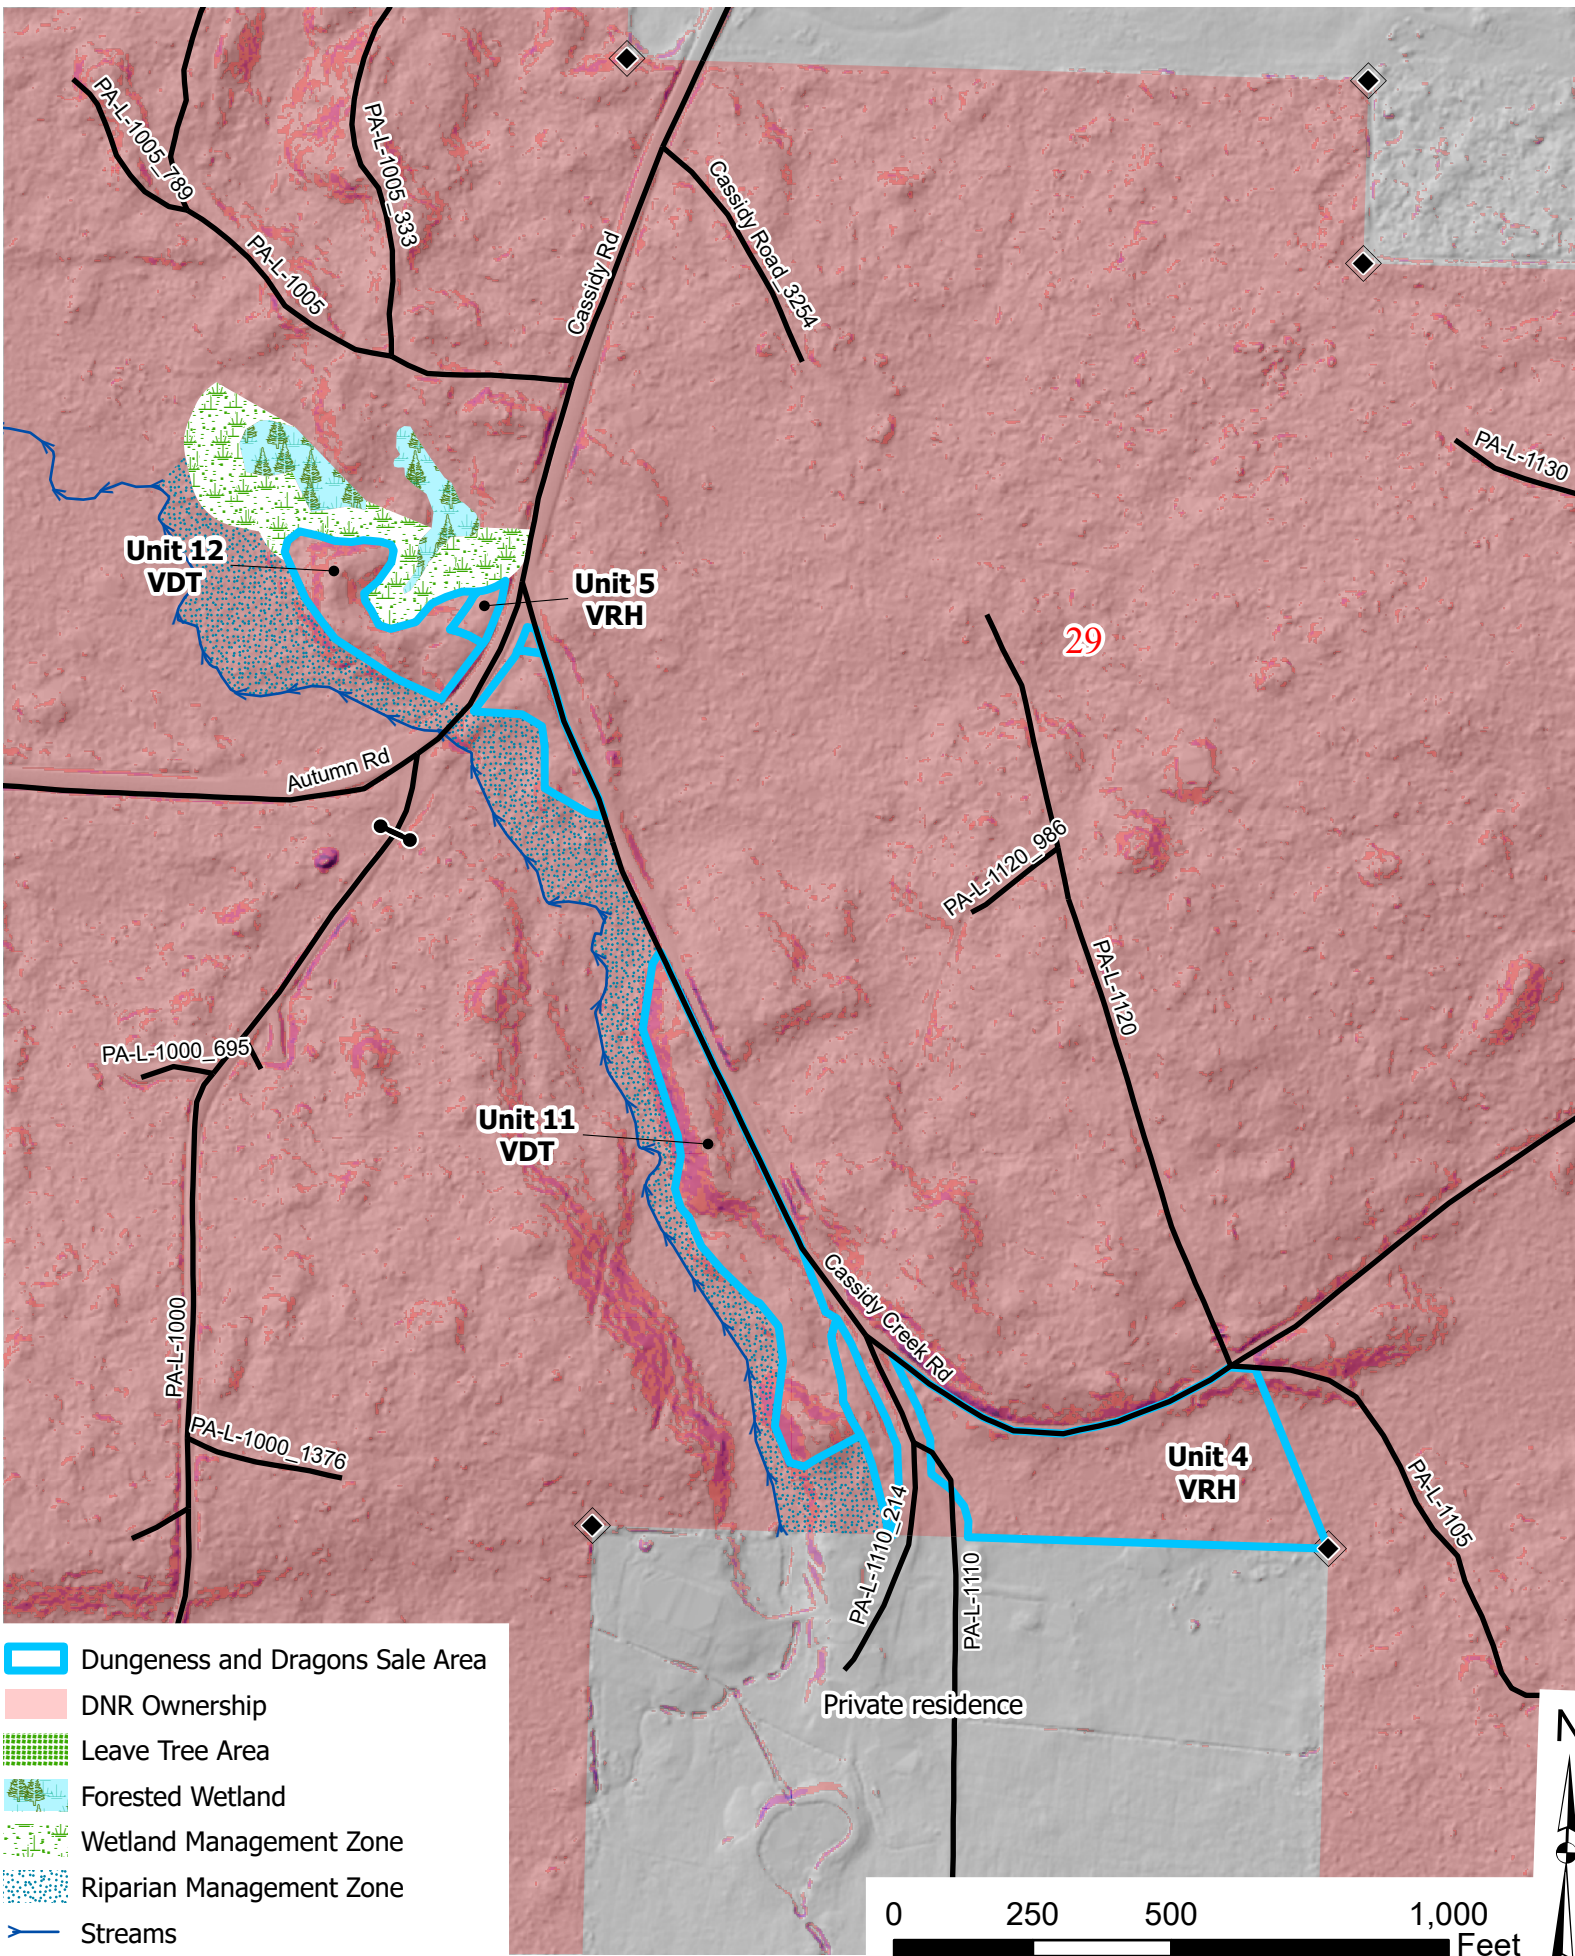 PA-L-1005_789
PA-L-1005_333
PA-L-1005
Cassidy Rd
Cassidy Road_3254
PA-L-1130
Unit 12
VDT
Unit 5
VRH
29
Autumn Rd
PA-L-1120_986
PA-L-1120
PA-L-1000_695
Unit 11
VDT
Cassidy Creek Rd
PA-L-1000
PA-L-1000_1376
Unit 4
VRH
PA-L-1105
PA-L-1110_214
PA-L-1110
Private residence
Dungeness and Dragons Sale Area
DNR Ownership
Leave Tree Area
Forested Wetland
Wetland Management Zone
Riparian Management Zone
Streams
N
0 250 500 1,000
Feet